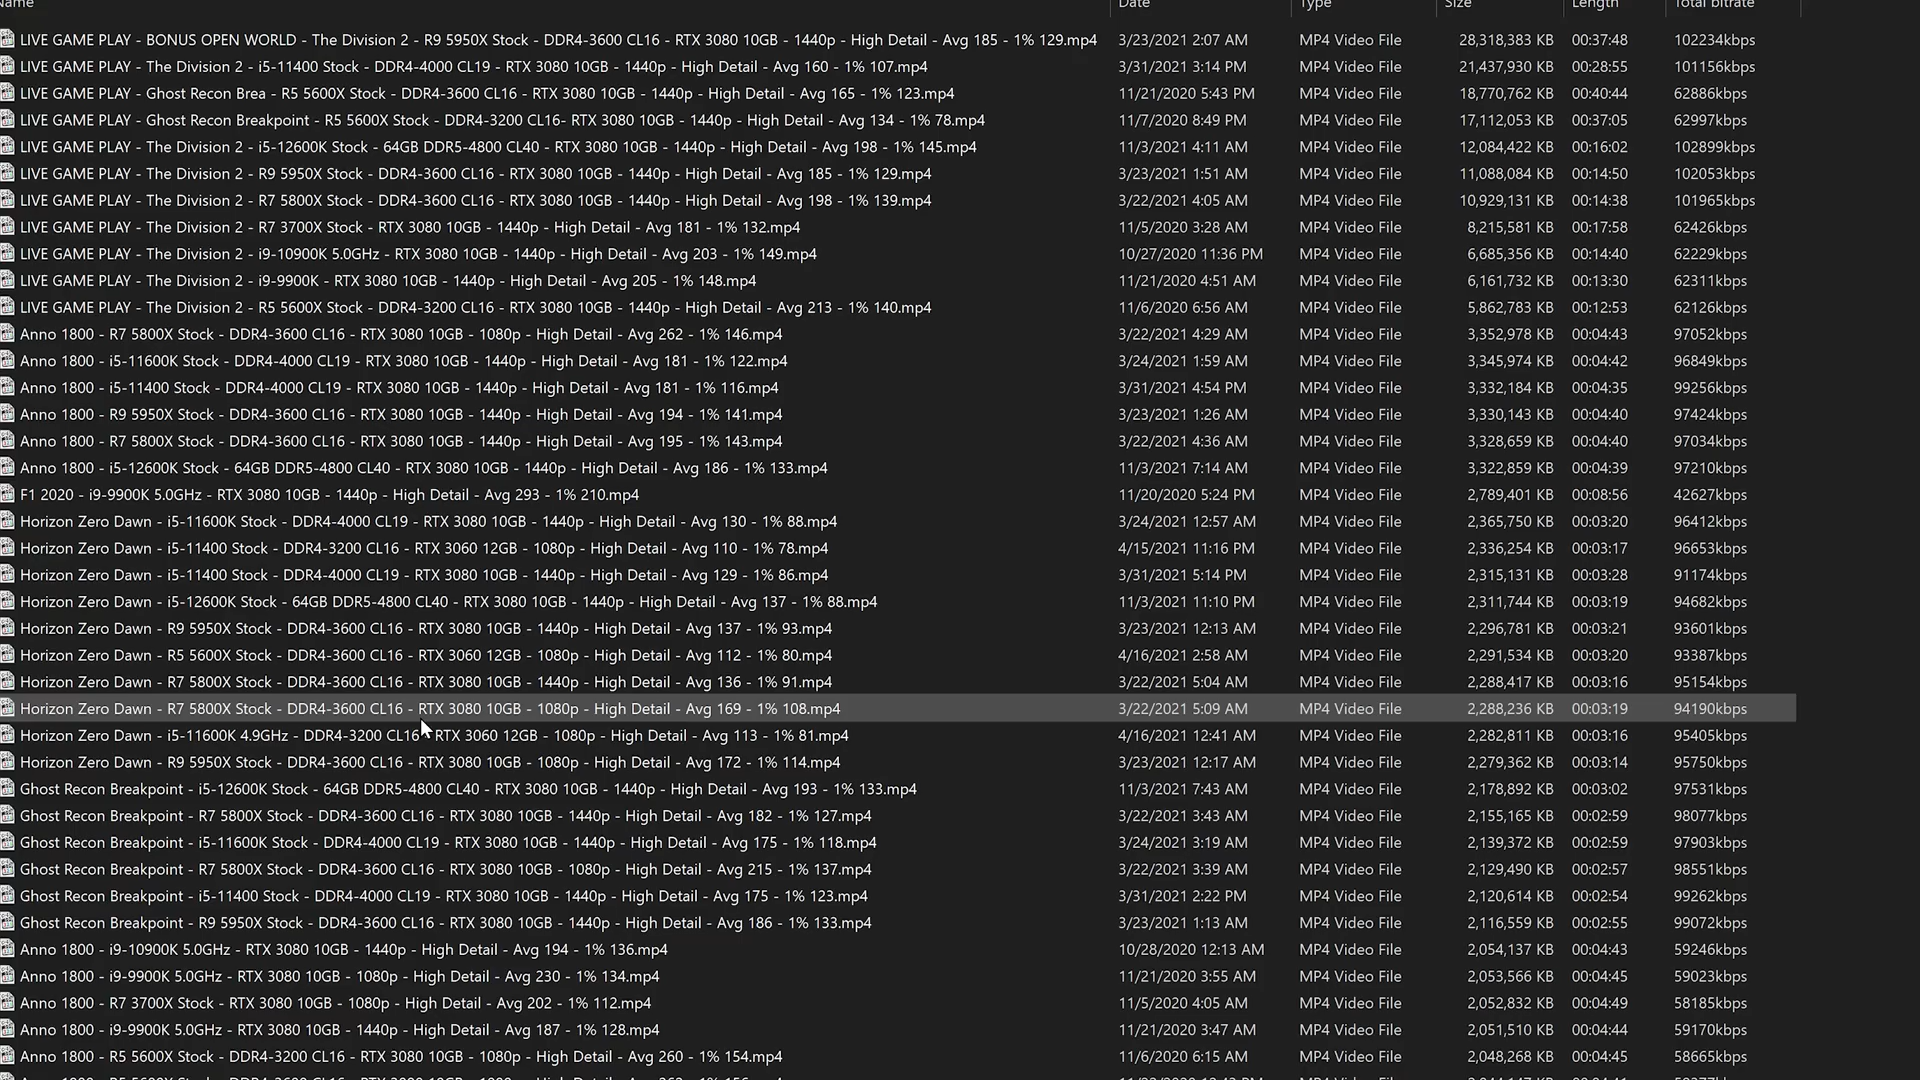 Name Date Type Size Length Total bitrate
LIVE GAME PLAY - BONUS OPEN WORLD - The Division 2 - R9 5950X Stock - DDR4-3600 CL16 - RTX 3080 10GB - 1440p - High Detail - Avg 185 - 1% 129.mp4 3/23/2021 2:07 AM MP4 Video File 28,318,383 KB 00:37:48 102234kbps
LIVE GAME PLAY - The Division 2 - i5-11400 Stock - DDR4-4000 CL19 - RTX 3080 10GB - 1440p - High Detail - Avg 160 - 1% 107.mp4 3/31/2021 3:14 PM MP4 Video File 21,437,930 KB 00:28:55 101156kbps
LIVE GAME PLAY - Ghost Recon Brea - R5 5600X Stock - DDR4-3600 CL16 - RTX 3080 10GB - 1440p - High Detail - Avg 165 - 1% 123.mp4 11/21/2020 5:43 PM MP4 Video File 18,770,762 KB 00:40:44 62886kbps
LIVE GAME PLAY - Ghost Recon Breakpoint - R5 5600X Stock - DDR4-3200 CL16- RTX 3080 10GB - 1440p - High Detail - Avg 134 - 1% 78.mp4 11/7/2020 8:49 PM MP4 Video File 17,112,053 KB 00:37:05 62997kbps
LIVE GAME PLAY - The Division 2 - i5-12600K Stock - 64GB DDR5-4800 CL40 - RTX 3080 10GB - 1440p - High Detail - Avg 198 - 1% 145.mp4 11/3/2021 4:11 AM MP4 Video File 12,084,422 KB 00:16:02 102899kbps
LIVE GAME PLAY - The Division 2 - R9 5950X Stock - DDR4-3600 CL16 - RTX 3080 10GB - 1440p - High Detail - Avg 185 - 1% 129.mp4 3/23/2021 1:51 AM MP4 Video File 11,088,084 KB 00:14:50 102053kbps
LIVE GAME PLAY - The Division 2 - R7 5800X Stock - DDR4-3600 CL16 - RTX 3080 10GB - 1440p - High Detail - Avg 198 - 1% 139.mp4 3/22/2021 4:05 AM MP4 Video File 10,929,131 KB 00:14:38 101965kbps
LIVE GAME PLAY - The Division 2 - R7 3700X Stock - RTX 3080 10GB - 1440p - High Detail - Avg 181 - 1% 132.mp4 11/5/2020 3:28 AM MP4 Video File 8,215,581 KB 00:17:58 62426kbps
LIVE GAME PLAY - The Division 2 - i9-10900K 5.0GHz - RTX 3080 10GB - 1440p - High Detail - Avg 203 - 1% 149.mp4 10/27/2020 11:36 PM MP4 Video File 6,685,356 KB 00:14:40 62229kbps
LIVE GAME PLAY - The Division 2 - i9-9900K - RTX 3080 10GB - 1440p - High Detail - Avg 205 - 1% 148.mp4 11/21/2020 4:51 AM MP4 Video File 6,161,732 KB 00:13:30 62311kbps
LIVE GAME PLAY - The Division 2 - R5 5600X Stock - DDR4-3200 CL16 - RTX 3080 10GB - 1440p - High Detail - Avg 213 - 1% 140.mp4 11/6/2020 6:56 AM MP4 Video File 5,862,783 KB 00:12:53 62126kbps
Anno 1800 - R7 5800X Stock - DDR4-3600 CL16 - RTX 3080 10GB - 1080p - High Detail - Avg 262 - 1% 146.mp4 3/22/2021 4:29 AM MP4 Video File 3,352,978 KB 00:04:43 97052kbps
Anno 1800 - i5-11600K Stock - DDR4-4000 CL19 - RTX 3080 10GB - 1440p - High Detail - Avg 181 - 1% 122.mp4 3/24/2021 1:59 AM MP4 Video File 3,345,974 KB 00:04:42 96849kbps
Anno 1800 - i5-11400 Stock - DDR4-4000 CL19 - RTX 3080 10GB - 1440p - High Detail - Avg 181 - 1% 116.mp4 3/31/2021 4:54 PM MP4 Video File 3,332,184 KB 00:04:35 99256kbps
Anno 1800 - R9 5950X Stock - DDR4-3600 CL16 - RTX 3080 10GB - 1440p - High Detail - Avg 194 - 1% 141.mp4 3/23/2021 1:26 AM MP4 Video File 3,330,143 KB 00:04:40 97424kbps
Anno 1800 - R7 5800X Stock - DDR4-3600 CL16 - RTX 3080 10GB - 1440p - High Detail - Avg 195 - 1% 143.mp4 3/22/2021 4:36 AM MP4 Video File 3,328,659 KB 00:04:40 97034kbps
Anno 1800 - i5-12600K Stock - 64GB DDR5-4800 CL40 - RTX 3080 10GB - 1440p - High Detail - Avg 186 - 1% 133.mp4 11/3/2021 7:14 AM MP4 Video File 3,322,859 KB 00:04:39 97210kbps
F1 2020 - i9-9900K 5.0GHz - RTX 3080 10GB - 1440p - High Detail - Avg 293 - 1% 210.mp4 11/20/2020 5:24 PM MP4 Video File 2,789,401 KB 00:08:56 42627kbps
Horizon Zero Dawn - i5-11600K Stock - DDR4-4000 CL19 - RTX 3080 10GB - 1440p - High Detail - Avg 130 - 1% 88.mp4 3/24/2021 12:57 AM MP4 Video File 2,365,750 KB 00:03:20 96412kbps
Horizon Zero Dawn - i5-11400 Stock - DDR4-3200 CL16 - RTX 3060 12GB - 1080p - High Detail - Avg 110 - 1% 78.mp4 4/15/2021 11:16 PM MP4 Video File 2,336,254 KB 00:03:17 96653kbps
Horizon Zero Dawn - i5-11400 Stock - DDR4-4000 CL19 - RTX 3080 10GB - 1440p - High Detail - Avg 129 - 1% 86.mp4 3/31/2021 5:14 PM MP4 Video File 2,315,131 KB 00:03:28 91174kbps
Horizon Zero Dawn - i5-12600K Stock - 64GB DDR5-4800 CL40 - RTX 3080 10GB - 1440p - High Detail - Avg 137 - 1% 88.mp4 11/3/2021 11:10 PM MP4 Video File 2,311,744 KB 00:03:19 94682kbps
Horizon Zero Dawn - R9 5950X Stock - DDR4-3600 CL16 - RTX 3080 10GB - 1440p - High Detail - Avg 137 - 1% 93.mp4 3/23/2021 12:13 AM MP4 Video File 2,296,781 KB 00:03:21 93601kbps
Horizon Zero Dawn - R5 5600X Stock - DDR4-3600 CL16 - RTX 3060 12GB - 1080p - High Detail - Avg 112 - 1% 80.mp4 4/16/2021 2:58 AM MP4 Video File 2,291,534 KB 00:03:20 93387kbps
Horizon Zero Dawn - R7 5800X Stock - DDR4-3600 CL16 - RTX 3080 10GB - 1440p - High Detail - Avg 136 - 1% 91.mp4 3/22/2021 5:04 AM MP4 Video File 2,288,417 KB 00:03:16 95154kbps
Horizon Zero Dawn - R7 5800X Stock - DDR4-3600 CL16 - RTX 3080 10GB - 1080p - High Detail - Avg 169 - 1% 108.mp4 3/22/2021 5:09 AM MP4 Video File 2,288,236 KB 00:03:19 94190kbps
Horizon Zero Dawn - i5-11600K 4.9GHz - DDR4-3200 CL16 - RTX 3060 12GB - 1080p - High Detail - Avg 113 - 1% 81.mp4 4/16/2021 12:41 AM MP4 Video File 2,282,811 KB 00:03:16 95405kbps
Horizon Zero Dawn - R9 5950X Stock - DDR4-3600 CL16 - RTX 3080 10GB - 1080p - High Detail - Avg 172 - 1% 114.mp4 3/23/2021 12:17 AM MP4 Video File 2,279,362 KB 00:03:14 95750kbps
Ghost Recon Breakpoint - i5-12600K Stock - 64GB DDR5-4800 CL40 - RTX 3080 10GB - 1440p - High Detail - Avg 193 - 1% 133.mp4 11/3/2021 7:43 AM MP4 Video File 2,178,892 KB 00:03:02 97531kbps
Ghost Recon Breakpoint - R7 5800X Stock - DDR4-3600 CL16 - RTX 3080 10GB - 1440p - High Detail - Avg 182 - 1% 127.mp4 3/22/2021 3:43 AM MP4 Video File 2,155,165 KB 00:02:59 98077kbps
Ghost Recon Breakpoint - i5-11600K Stock - DDR4-4000 CL19 - RTX 3080 10GB - 1440p - High Detail - Avg 175 - 1% 118.mp4 3/24/2021 3:19 AM MP4 Video File 2,139,372 KB 00:02:59 97903kbps
Ghost Recon Breakpoint - R7 5800X Stock - DDR4-3600 CL16 - RTX 3080 10GB - 1080p - High Detail - Avg 215 - 1% 137.mp4 3/22/2021 3:39 AM MP4 Video File 2,129,490 KB 00:02:57 98551kbps
Ghost Recon Breakpoint - i5-11400 Stock - DDR4-4000 CL19 - RTX 3080 10GB - 1440p - High Detail - Avg 175 - 1% 123.mp4 3/31/2021 2:22 PM MP4 Video File 2,120,614 KB 00:02:54 99262kbps
Ghost Recon Breakpoint - R9 5950X Stock - DDR4-3600 CL16 - RTX 3080 10GB - 1440p - High Detail - Avg 186 - 1% 133.mp4 3/23/2021 1:13 AM MP4 Video File 2,116,559 KB 00:02:55 99072kbps
Anno 1800 - i9-10900K 5.0GHz - RTX 3080 10GB - 1440p - High Detail - Avg 194 - 1% 136.mp4 10/28/2020 12:13 AM MP4 Video File 2,054,137 KB 00:04:43 59246kbps
Anno 1800 - i9-9900K 5.0GHz - RTX 3080 10GB - 1080p - High Detail - Avg 230 - 1% 134.mp4 11/21/2020 3:55 AM MP4 Video File 2,053,566 KB 00:04:45 59023kbps
Anno 1800 - R7 3700X Stock - RTX 3080 10GB - 1080p - High Detail - Avg 202 - 1% 112.mp4 11/5/2020 4:05 AM MP4 Video File 2,052,832 KB 00:04:49 58185kbps
Anno 1800 - i9-9900K 5.0GHz - RTX 3080 10GB - 1440p - High Detail - Avg 187 - 1% 128.mp4 11/21/2020 3:47 AM MP4 Video File 2,051,510 KB 00:04:44 59170kbps
Anno 1800 - R5 5600X Stock - DDR4-3200 CL16 - RTX 3080 10GB - 1080p - High Detail - Avg 260 - 1% 154.mp4 11/6/2020 6:15 AM MP4 Video File 2,048,268 KB 00:04:45 58665kbps